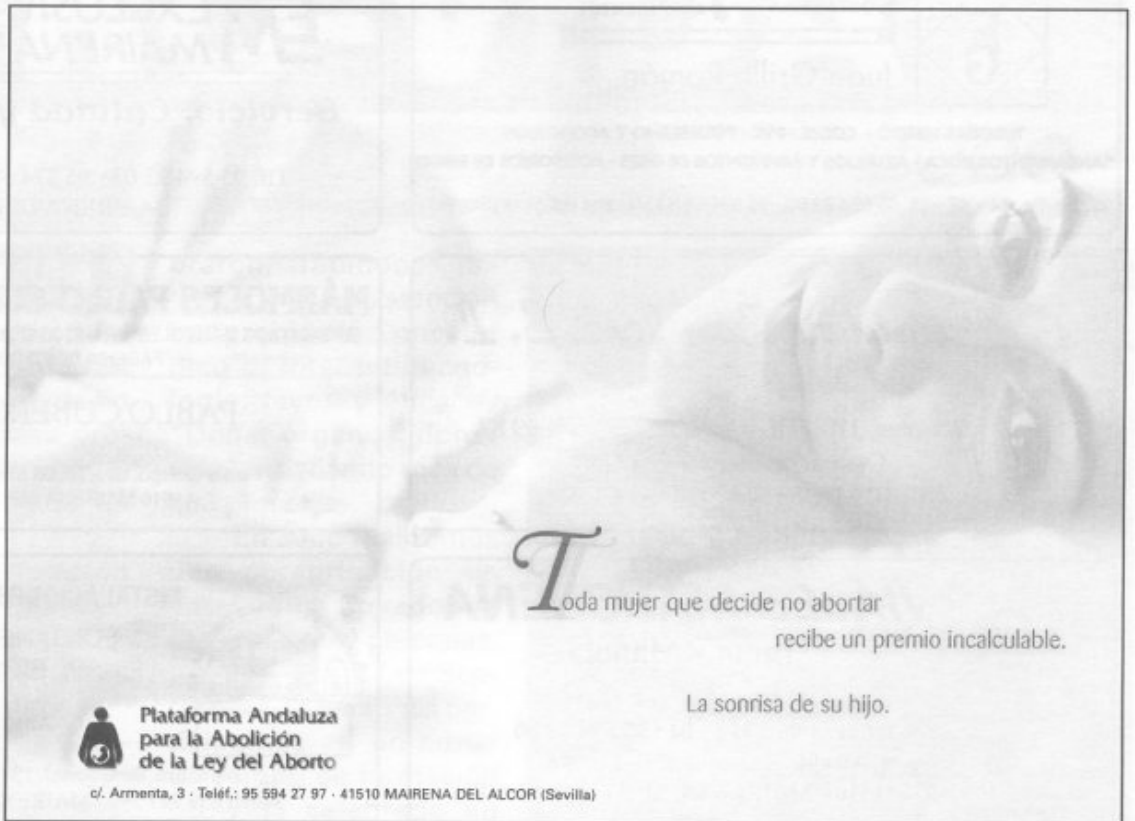 Toda mujer que decide no abortar
recibe un premio incalculable.
La sonrisa de su hijo.
Plataforma Andaluza
para la Abolición
de la Ley del Aborto
c/. Armenta, 3 · Teléf.: 95 594 27 97 · 41510 MAIRENA DEL ALCOR (Sevilla)